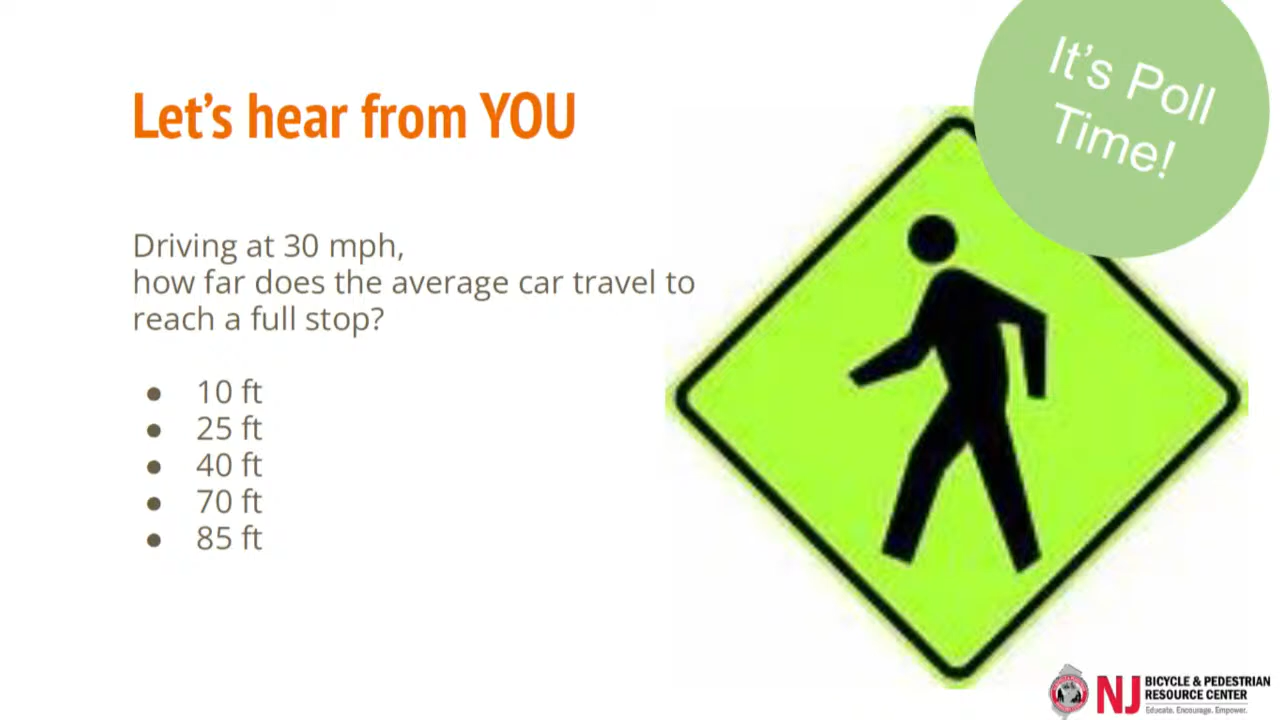 Let's hear from YOU
It's Poll
Time!
Driving at 30 mph,
how far does the average car travel to
reach a full stop?
● 10 ft
● 25 ft
● 40 ft
● 70 ft
● 85 ft
NJ
BICYCLE & PEDESTRIAN
RESOURCE CENTER
Educate. Encourage. Empower.